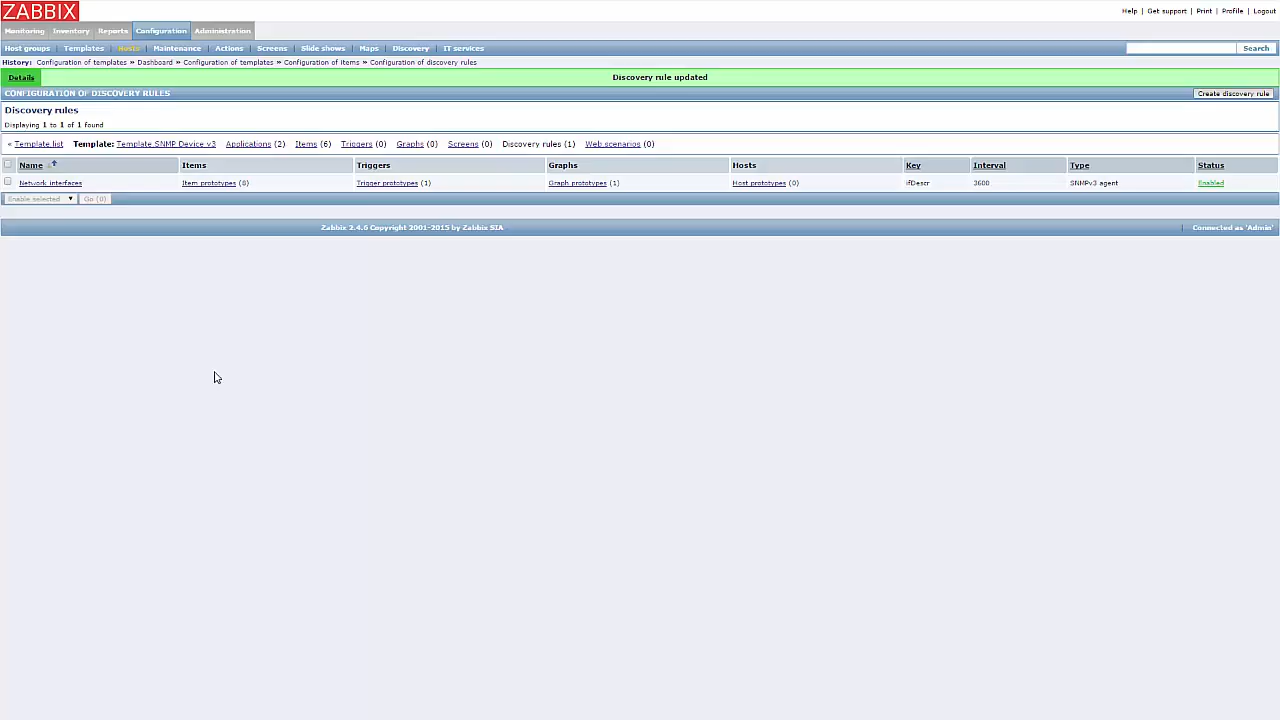 ZABBIX
Help | Get support | Print | Profile | Logout
Monitoring Inventory Reports Configuration Administration
Host groups | Templates | Hosts | Maintenance | Actions | Screens | Slide shows | Maps | Discovery | IT services Search
History: Configuration of templates » Dashboard » Configuration of templates » Configuration of items » Configuration of discovery rules
Details Discovery rule updated
CONFIGURATION OF DISCOVERY RULES Create discovery rule
Discovery rules
Displaying 1 to 1 of 1 found
« Template list Template: Template SNMP Device v3 Applications (2) Items (6) Triggers (0) Graphs (0) Screens (0) Discovery rules (1) Web scenarios (0)
Name Items Triggers Graphs Hosts Key Interval Type Status
Network interfaces Item prototypes (8) Trigger prototypes (1) Graph prototypes (1) Host prototypes (0) ifDescr 3600 SNMPv3 agent Enabled
Enable selected Go (0)
Zabbix 2.4.6 Copyright 2001-2015 by Zabbix SIA | Connected as 'Admin'